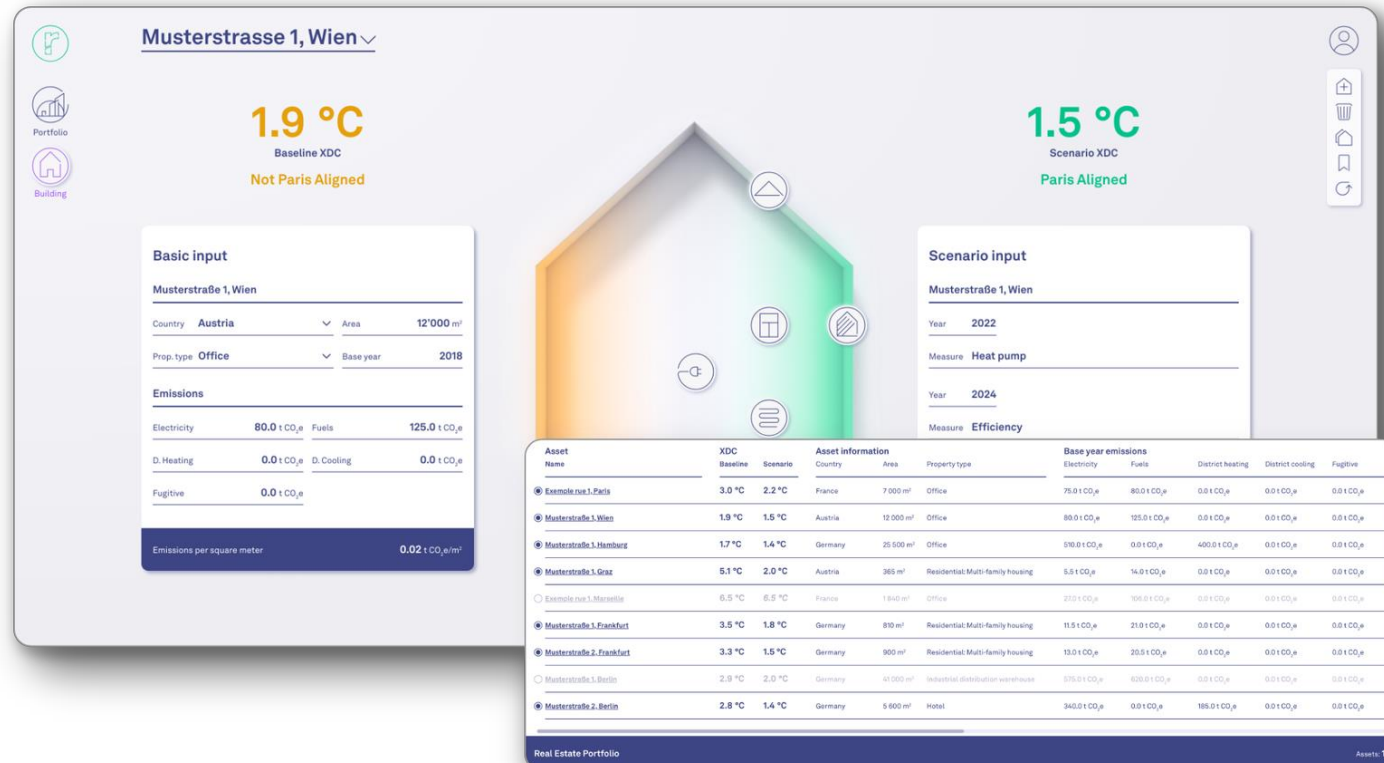 Musterstrasse 1, Wien
Portfolio
Building
1.9 °C
Baseline XDC
Not Paris Aligned
1.5 °C
Scenario XDC
Paris Aligned
Basic input
Musterstraße 1, Wien
Country Austria Area 12'000 m²
Prop. type Office Base year 2018
Emissions
Electricity 80.0 t CO₂e Fuels 125.0 t CO₂e
D. Heating 0.0 t CO₂e D. Cooling 0.0 t CO₂e
Fugitive 0.0 t CO₂e
Emissions per square meter 0.02 t CO₂e/m²
Scenario input
Musterstraße 1, Wien
Year 2022
Measure Heat pump
Year 2024
Measure Efficiency
Asset XDC Asset information Base year emissions
Name Baseline Scenario Country Area Property type Electricity Fuels District heating District cooling Fugitive
Exemple rue 1, Paris 3.0 °C 2.2 °C France 7 000 m² Office 75.0 t CO₂e 80.0 t CO₂e 0.0 t CO₂e 0.0 t CO₂e 0.0 t CO₂e
Musterstraße 1, Wien 1.9 °C 1.5 °C Austria 12 000 m² Office 80.0 t CO₂e 125.0 t CO₂e 0.0 t CO₂e 0.0 t CO₂e 0.0 t CO₂e
Musterstraße 1, Hamburg 1.7 °C 1.4 °C Germany 25 500 m² Office 510.0 t CO₂e 0.0 t CO₂e 400.0 t CO₂e 0.0 t CO₂e 0.0 t CO₂e
Musterstraße 1, Graz 5.1 °C 2.0 °C Austria 365 m² Residential: Multi-family housing 5.5 t CO₂e 14.0 t CO₂e 0.0 t CO₂e 0.0 t CO₂e 0.0 t CO₂e
Exemple rue 1, Marseille 6.5 °C 6.5 °C France 1 840 m² Office 27.0 t CO₂e 106.0 t CO₂e 0.0 t CO₂e 0.0 t CO₂e 0.0 t CO₂e
Musterstraße 1, Frankfurt 3.5 °C 1.8 °C Germany 810 m² Residential: Multi-family housing 11.5 t CO₂e 21.0 t CO₂e 0.0 t CO₂e 0.0 t CO₂e 0.0 t CO₂e
Musterstraße 2, Frankfurt 3.3 °C 1.5 °C Germany 900 m² Residential: Multi-family housing 13.0 t CO₂e 20.5 t CO₂e 0.0 t CO₂e 0.0 t CO₂e 0.0 t CO₂e
Musterstraße 1, Berlin 2.9 °C 2.0 °C Germany 41 000 m² Industrial distribution warehouse 575.0 t CO₂e 620.0 t CO₂e 0.0 t CO₂e 0.0 t CO₂e 0.0 t CO₂e
Musterstraße 2, Berlin 2.8 °C 1.4 °C Germany 5 600 m² Hotel 340.0 t CO₂e 0.0 t CO₂e 185.0 t CO₂e 0.0 t CO₂e 0.0 t CO₂e
Real Estate Portfolio Assets: 1